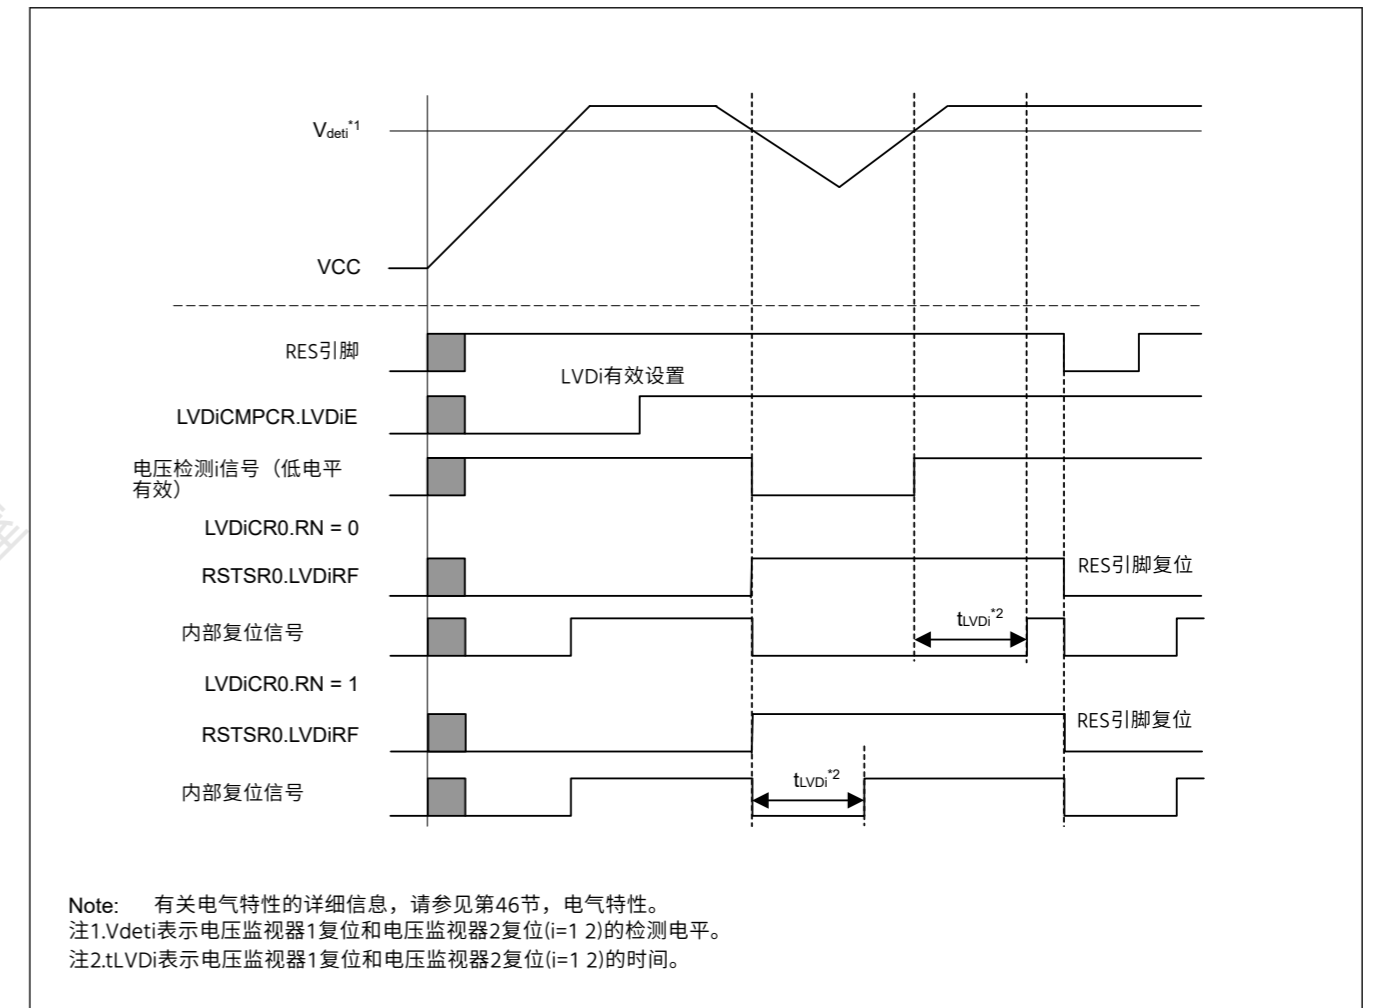 Vdeti*1
VCC
RES引脚
LVDi有效设置
LVDiCMPCR.LVDiE
电压检测i信号（低电平
有效）
LVDiCR0.RN = 0
RSTSR0.LVDiRF
RES引脚复位
内部复位信号
tLVDi*2
LVDiCR0.RN = 1
RSTSR0.LVDiRF
RES引脚复位
内部复位信号
tLVDi*2
Note: 有关电气特性的详细信息，请参见第46节，电气特性。
注1.Vdeti表示电压监视器1复位和电压监视器2复位(i=1 2)的检测电平。
注2.tLVDi表示电压监视器1复位和电压监视器2复位(i=1 2)的时间。